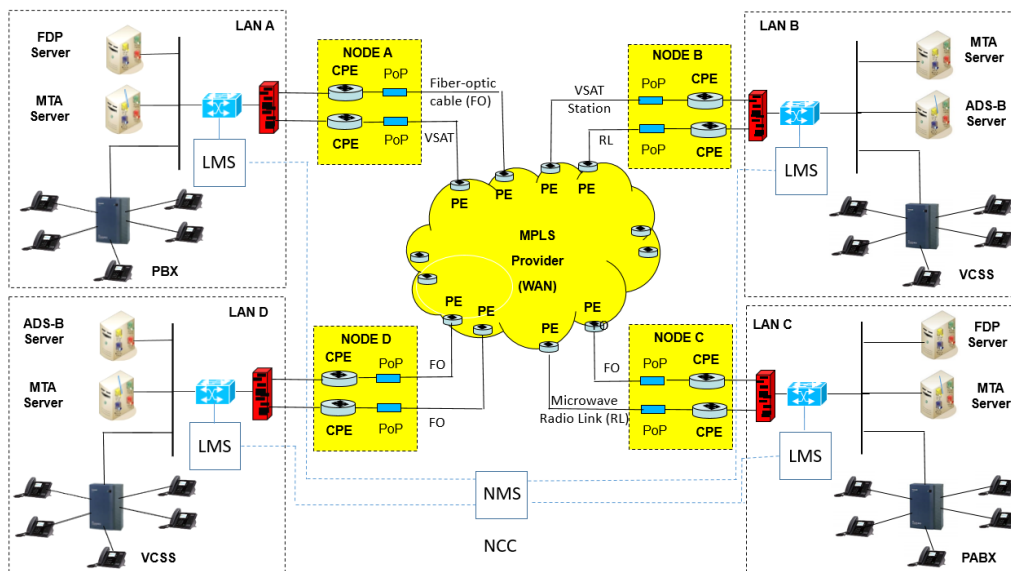 LAN A
FDP
Server
MTA
Server
LMS
PBX
NODE A
CPE
PoP
CPE
PoP
Fiber-optic
cable (FO)
VSAT
NODE B
VSAT
Station
PoP
CPE
RL
PoP
CPE
LAN B
MTA
Server
ADS-B
Server
LMS
VCSS
PE
PE
PE
PE
MPLS
Provider
(WAN)
PE
PE
PE
PE
LAN D
ADS-B
Server
MTA
Server
LMS
VCSS
NODE D
CPE
PoP
FO
CPE
PoP
FO
NODE C
FO
PoP
CPE
Microwave
Radio Link (RL)
PoP
CPE
LAN C
FDP
Server
MTA
Server
LMS
PABX
NMS
NCC